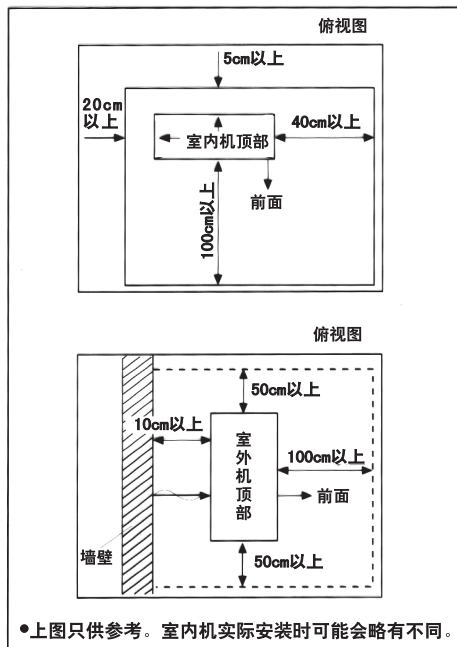 俯视图
5cm以上
20cm
以上
室内机顶部
40cm以上
100cm以上
前面
俯视图
50cm以上
10cm以上
室外机顶部
100cm以上
前面
墙壁
50cm以上
●上图只供参考。室内机实际安装时可能会略有不同。